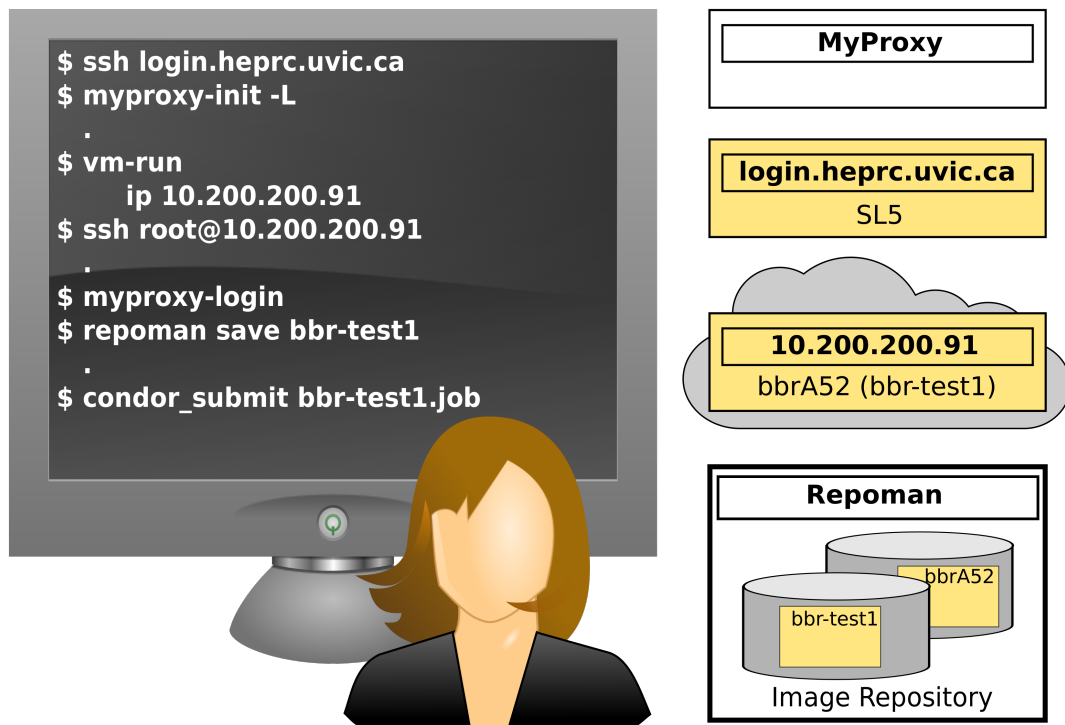 $ ssh login.heprc.uvic.ca
$ myproxy-init -L
.
$ vm-run
ip 10.200.200.91
$ ssh root@10.200.200.91
.
$ myproxy-login
$ repoman save bbr-test1
.
$ condor_submit bbr-test1.job
MyProxy
login.heprc.uvic.ca
SL5
10.200.200.91
bbrA52 (bbr-test1)
Repoman
bbrA52
bbr-test1
Image Repository